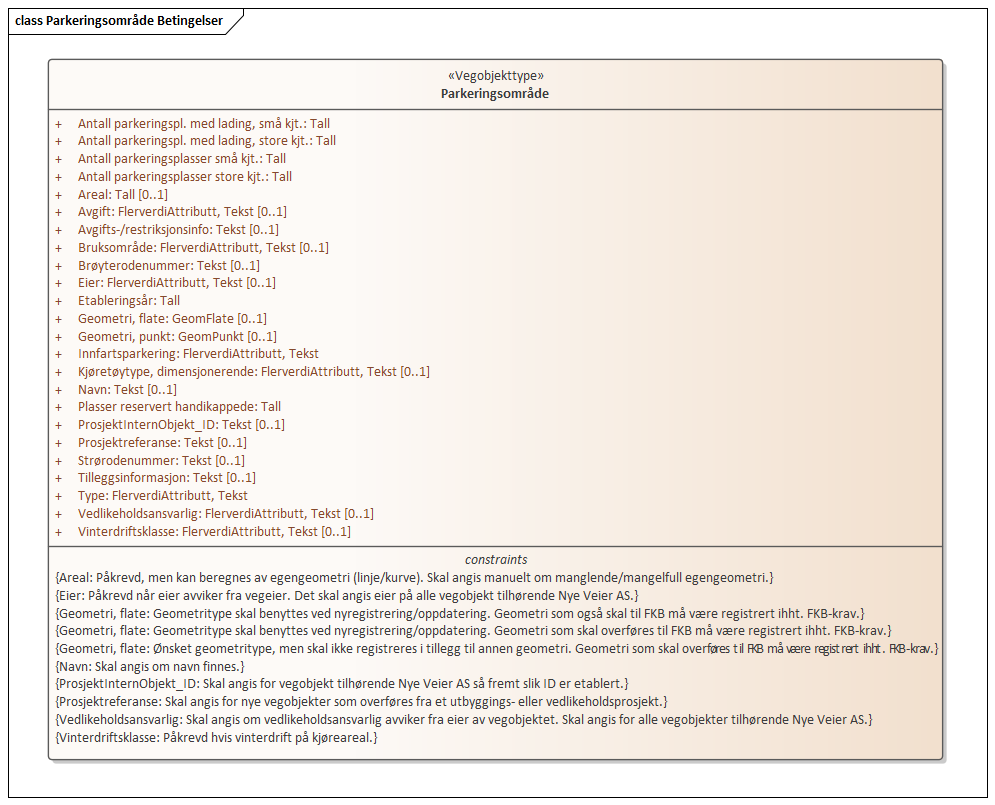 class Parkeringsområde Betingelser
«Vegobjekttype»
Parkeringsområde
+ Antall parkeringspl. med lading, små kjt.: Tall
+ Antall parkeringspl. med lading, store kjt.: Tall
+ Antall parkeringsplasser små kjt.: Tall
+ Antall parkeringsplasser store kjt.: Tall
+ Areal: Tall [0..1]
+ Avgift: FlerverdiAttributt, Tekst [0..1]
+ Avgifts-/restriksjonsinfo: Tekst [0..1]
+ Bruksområde: FlerverdiAttributt, Tekst [0..1]
+ Brøyterodenummer: Tekst [0..1]
+ Eier: FlerverdiAttributt, Tekst [0..1]
+ Etableringsår: Tall
+ Geometri, flate: GeomFlate [0..1]
+ Geometri, punkt: GeomPunkt [0..1]
+ Innfartsparkering: FlerverdiAttributt, Tekst
+ Kjøretøytype, dimensjonerende: FlerverdiAttributt, Tekst [0..1]
+ Navn: Tekst [0..1]
+ Plasser reservert handikappede: Tall
+ ProsjektInternObjekt_ID: Tekst [0..1]
+ Prosjektreferanse: Tekst [0..1]
+ Strørodenummer: Tekst [0..1]
+ Tilleggsinformasjon: Tekst [0..1]
+ Type: FlerverdiAttributt, Tekst
+ Vedlikeholdsansvarlig: FlerverdiAttributt, Tekst [0..1]
+ Vinterdriftsklasse: FlerverdiAttributt, Tekst [0..1]
constraints
{Areal: Påkrevd, men kan beregnes av egengeometri (linje/kurve). Skal angis manuelt om manglende/mangelfull egengeometri.}
{Eier: Påkrevd når eier avviker fra vegeier. Det skal angis eier på alle vegobjekt tilhørende Nye Veier AS.}
{Geometri, flate: Geometritype skal benyttes ved nyregistrering/oppdatering. Geometri som også skal til FKB må være registrert ihht. FKB-krav.}
{Geometri, flate: Geometritype skal benyttes ved nyregistrering/oppdatering. Geometri som skal overføres til FKB må være registrert ihht. FKB-krav.}
{Geometri, flate: Ønsket geometritype, men skal ikke registreres i tillegg til annen geometri. Geometri som skal overføres til FKB må være registrert ihht. FKB-krav.}
{Navn: Skal angis om navn finnes.}
{ProsjektInternObjekt_ID: Skal angis for vegobjekt tilhørende Nye Veier AS så fremt slik ID er etablert.}
{Prosjektreferanse: Skal angis for nye vegobjekter som overføres fra et utbyggings- eller vedlikeholdsprosjekt.}
{Vedlikeholdsansvarlig: Skal angis om vedlikeholdsansvarlig avviker fra eier av vegobjektet. Skal angis for alle vegobjekter tilhørende Nye Veier AS.}
{Vinterdriftsklasse: Påkrevd hvis vinterdrift på kjøreareal.}